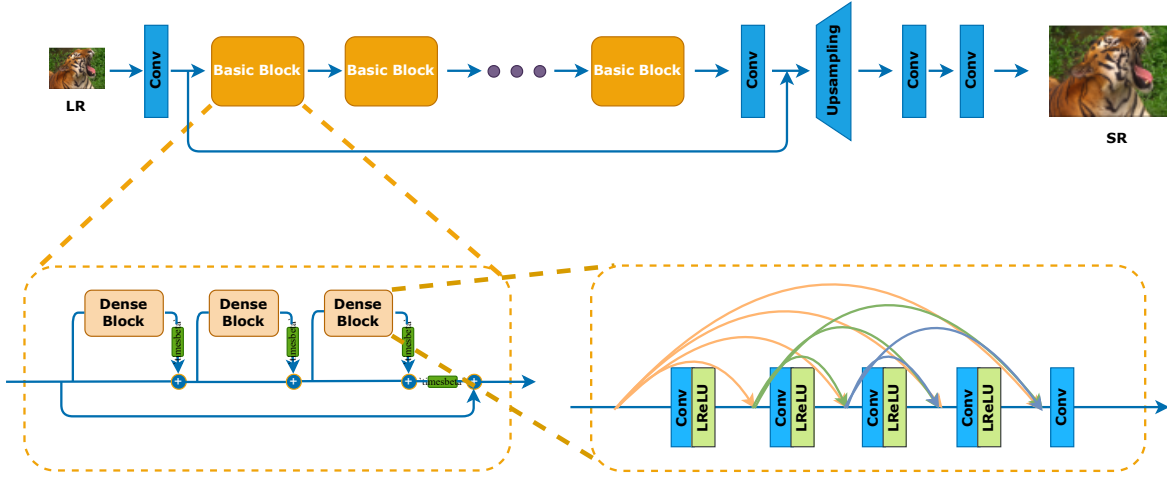 LR
Conv
Basic Block
Basic Block
Basic Block
Conv
Upsampling
Conv
Conv
SR
Dense
Block
Dense
Block
Dense
Block
timesbeta
Conv
LReLU
Conv
LReLU
Conv
LReLU
Conv
LReLU
Conv